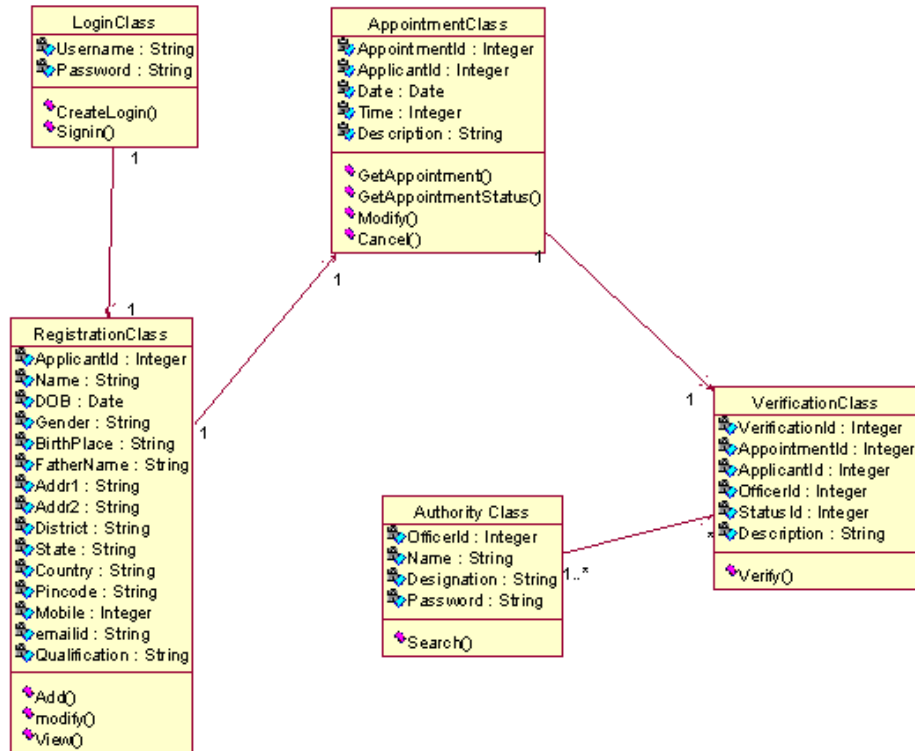 LoginClass
Username : String
Password : String
CreateLogin()
Signin()
1
1
AppointmentClass
AppointmentId : Integer
ApplicantId : Integer
Date : Date
Time : Integer
Description : String
GetAppointment()
GetAppointmentStatus()
Modify()
Cancel()
1
1
RegistrationClass
ApplicantId : Integer
Name : String
DOB : Date
Gender : String
BirthPlace : String
FatherName : String
Addr1 : String
Addr2 : String
District : String
State : String
Country : String
Pincode : String
Mobile : Integer
emailid : String
Qualification : String
Add()
modify()
View()
1
1
VerificationClass
VerificationId : Integer
AppointmentId : Integer
ApplicantId : Integer
OfficerId : Integer
StatusId : Integer
Description : String
Verify()
*
Authority Class
OfficerId : Integer
Name : String
Designation : String
Password : String
Search()
1..*